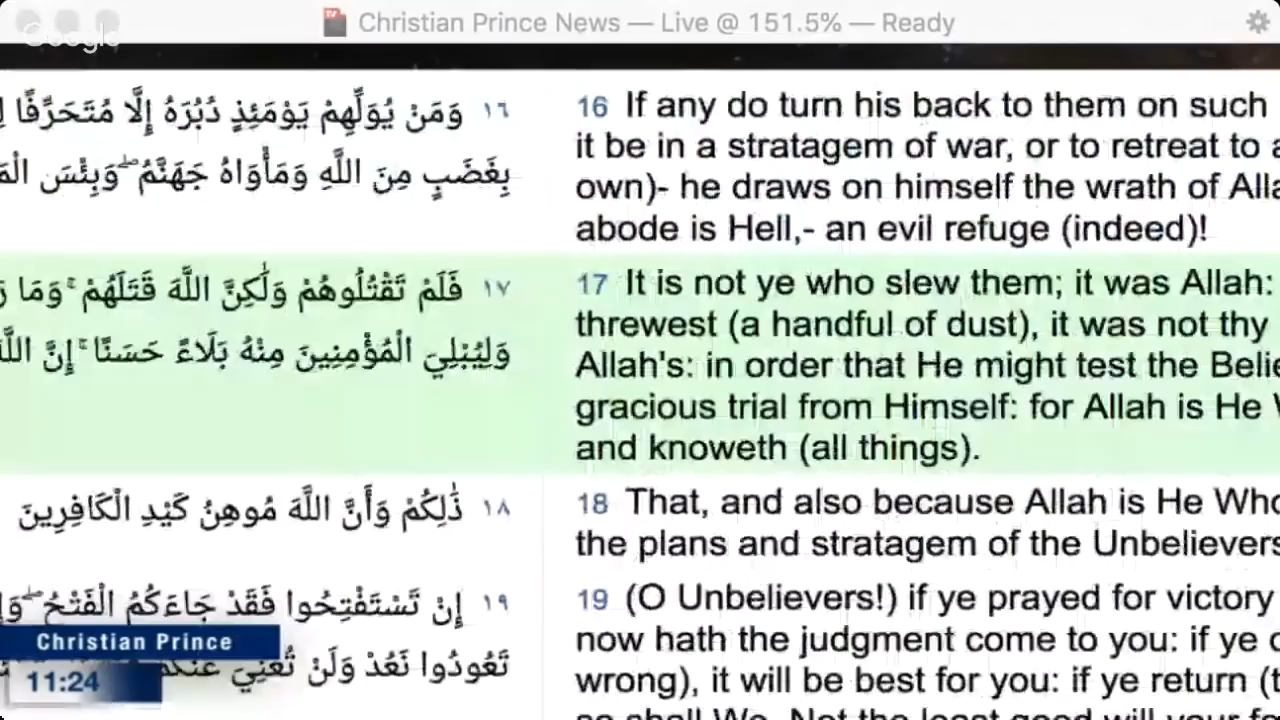 Christian Prince News — Live @ 151.5% — Ready
Google
١٦ وَمَنْ يُوَلِّهِمْ يَوْمَئِذٍ دُبُرَهُ إِلَّا مُتَحَرِّفًا
بِغَضَبٍ مِنَ اللَّهِ وَمَأْوَاهُ جَهَنَّمُ ۖ وَبِئْسَ
16 If any do turn his back to them on such
it be in a stratagem of war, or to retreat to a
own)- he draws on himself the wrath of Alla
abode is Hell,- an evil refuge (indeed)!
١٧ فَلَمْ تَقْتُلُوهُمْ وَلَٰكِنَّ اللَّهَ قَتَلَهُمْ ۚ وَمَا
وَلِيُبْلِيَ الْمُؤْمِنِينَ مِنْهُ بَلَاءً حَسَنًا ۚ إِنَّ
17 It is not ye who slew them; it was Allah:
threwest (a handful of dust), it was not thy
Allah's: in order that He might test the Belie
gracious trial from Himself: for Allah is He
and knoweth (all things).
١٨ ذَٰلِكُمْ وَأَنَّ اللَّهَ مُوهِنُ كَيْدِ الْكَافِرِينَ
18 That, and also because Allah is He Who
the plans and stratagem of the Unbelievers
١٩ إِنْ تَسْتَفْتِحُوا فَقَدْ جَاءَكُمُ الْفَتْحُ ۖ
تَعُودُوا نَعُدْ وَلَنْ تُغْنِيَ عَنْكُمْ
19 (O Unbelievers!) if ye prayed for victory
now hath the judgment come to you: if ye
wrong), it will be best for you: if ye return
Christian Prince
11:24